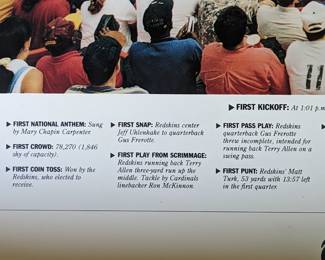 ▶ FIRST KICKOFF: At 1:01 p.m
▶ FIRST NATIONAL ANTHEM: Sung
by Mary Chapin Carpenter.
▶ FIRST CROWD: 78,270 (1,846
shy of capacity).
▶ FIRST COIN TOSS: Won by the
Redskins, who elected to
receive.
▶ FIRST SNAP: Redskins center
Jeff Uhlenhake to quarterback
Gus Frerotte.
▶ FIRST PLAY FROM SCRIMMAGE:
Redskins running back Terry
Allen three-yard run up the
middle. Tackle by Cardinals
linebacker Ron McKinnon.
▶ FIRST PASS PLAY: Redskins
quarterback Gus Frerotte
threw incomplete, intended for
running back Terry Allen on a
swing pass.
▶ FIRST PUNT: Redskins' Matt
Turk, 53 yards with 13:57 left
in the first quarter.